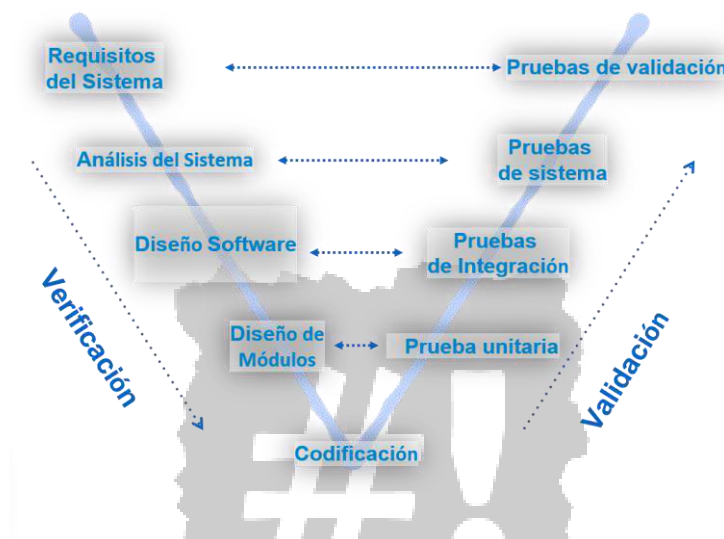 Requisitos
del Sistema
Pruebas de validación
Análisis del Sistema
Pruebas
de sistema
Diseño Software
Pruebas
de Integración
Verificación
Validación
Diseño de
Módulos
Prueba unitaria
Codificación
#!